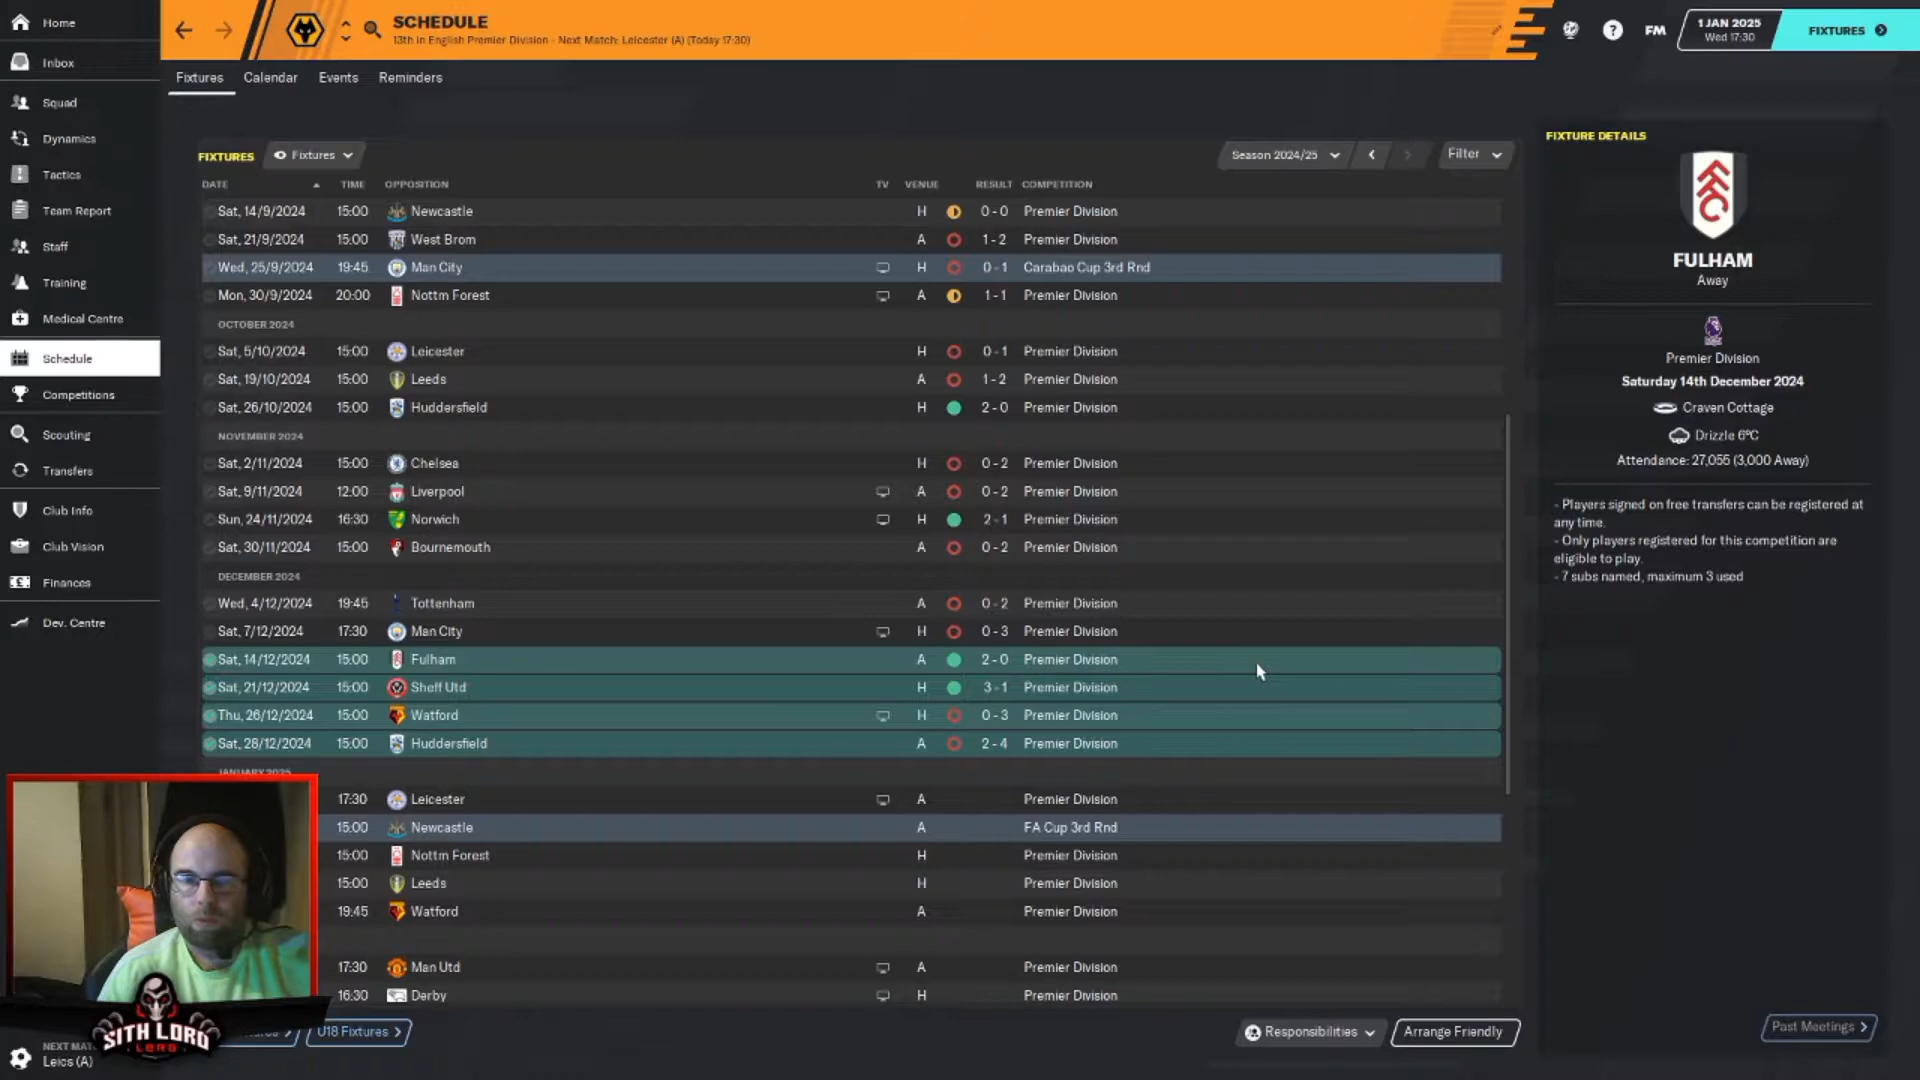 Home
Inbox
Squad
Dynamics
Tactics
Team Report
Staff
Training
Medical Centre
Schedule
Competitions
Scouting
Transfers
Club Info
Club Vision
Finances
Dev. Centre
NEXT MAT
Leics (A)
SCHEDULE
13th in English Premier Division - Next Match: Leicester (A) (Today 17:30)
FM
1 JAN 2025
Wed 17:30
FIXTURES
Fixtures Calendar Events Reminders
FIXTURES Fixtures Season 2024/25 Filter
DATE TIME OPPOSITION TV VENUE RESULT COMPETITION
Sat, 14/9/2024 15:00 Newcastle H 0 - 0 Premier Division
Sat, 21/9/2024 15:00 West Brom A 1 - 2 Premier Division
Wed, 25/9/2024 19:45 Man City H 0 - 1 Carabao Cup 3rd Rnd
Mon, 30/9/2024 20:00 Nottm Forest A 1 - 1 Premier Division
OCTOBER 2024
Sat, 5/10/2024 15:00 Leicester H 0 - 1 Premier Division
Sat, 19/10/2024 15:00 Leeds A 1 - 2 Premier Division
Sat, 26/10/2024 15:00 Huddersfield H 2 - 0 Premier Division
NOVEMBER 2024
Sat, 2/11/2024 15:00 Chelsea H 0 - 2 Premier Division
Sat, 9/11/2024 12:00 Liverpool A 0 - 2 Premier Division
Sun, 24/11/2024 16:30 Norwich H 2 - 1 Premier Division
Sat, 30/11/2024 15:00 Bournemouth A 0 - 2 Premier Division
DECEMBER 2024
Wed, 4/12/2024 19:45 Tottenham A 0 - 2 Premier Division
Sat, 7/12/2024 17:30 Man City H 0 - 3 Premier Division
Sat, 14/12/2024 15:00 Fulham A 2 - 0 Premier Division
Sat, 21/12/2024 15:00 Sheff Utd H 3 - 1 Premier Division
Thu, 26/12/2024 15:00 Watford H 0 - 3 Premier Division
Sat, 28/12/2024 15:00 Huddersfield A 2 - 4 Premier Division
JANUARY 2025
17:30 Leicester A Premier Division
15:00 Newcastle A FA Cup 3rd Rnd
15:00 Nottm Forest H Premier Division
15:00 Leeds H Premier Division
19:45 Watford A Premier Division
17:30 Man Utd A Premier Division
16:30 Derby H Premier Division
U18 Fixtures Responsibilities Arrange Friendly
SITH LORD
FIXTURE DETAILS
FULHAM
Away
Premier Division
Saturday 14th December 2024
Craven Cottage
Drizzle 6ºC
Attendance: 27,055 (3,000 Away)
- Players signed on free transfers can be registered at
any time.
- Only players registered for this competition are
eligible to play.
- 7 subs named, maximum 3 used
Past Meetings